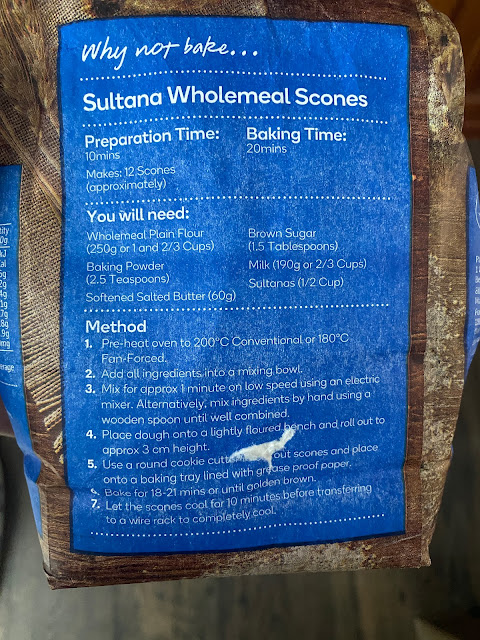 Why not bake...
Sultana Wholemeal Scones
Preparation Time:
10mins
Makes: 12 Scones
(approximately)
Baking Time:
20mins
You will need:
Wholemeal Plain Flour
(250g or 1 and 2/3 Cups)
Baking Powder
(2.5 Teaspoons)
Softened Salted Butter (60g)
Brown Sugar
(1.5 Tablespoons)
Milk (190g or 2/3 Cups)
Sultanas (1/2 Cup)
Method
1. Pre-heat oven to 200°C Conventional or 180°C
Fan-Forced.
2. Add all ingredients into a mixing bowl.
3. Mix for approx 1 minute on low speed using an electric
mixer. Alternatively, mix ingredients by hand using a
wooden spoon until well combined.
4. Place dough onto a lightly floured bench and roll out to
approx 3 cm height.
5. Use a round cookie out scones and place
onto a baking tray lined with grease proof paper.
6. Bake for 18-21 mins or until golden brown.
7. Let the scones cool for 10 minutes before transferring
to a wire rack to completely cool.